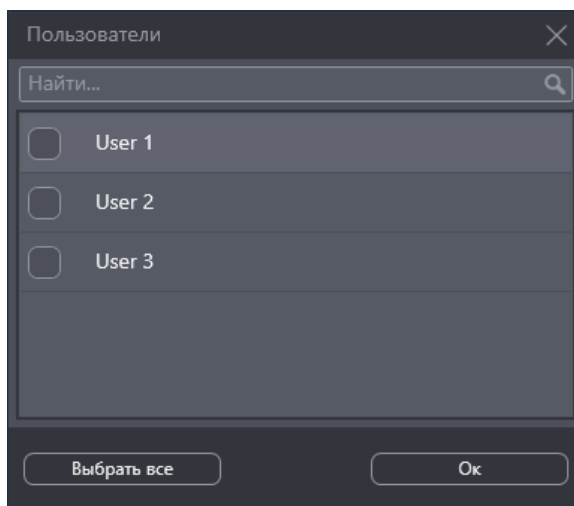 Пользователи
Найти...
User 1
User 2
User 3
Выбрать все
Ок